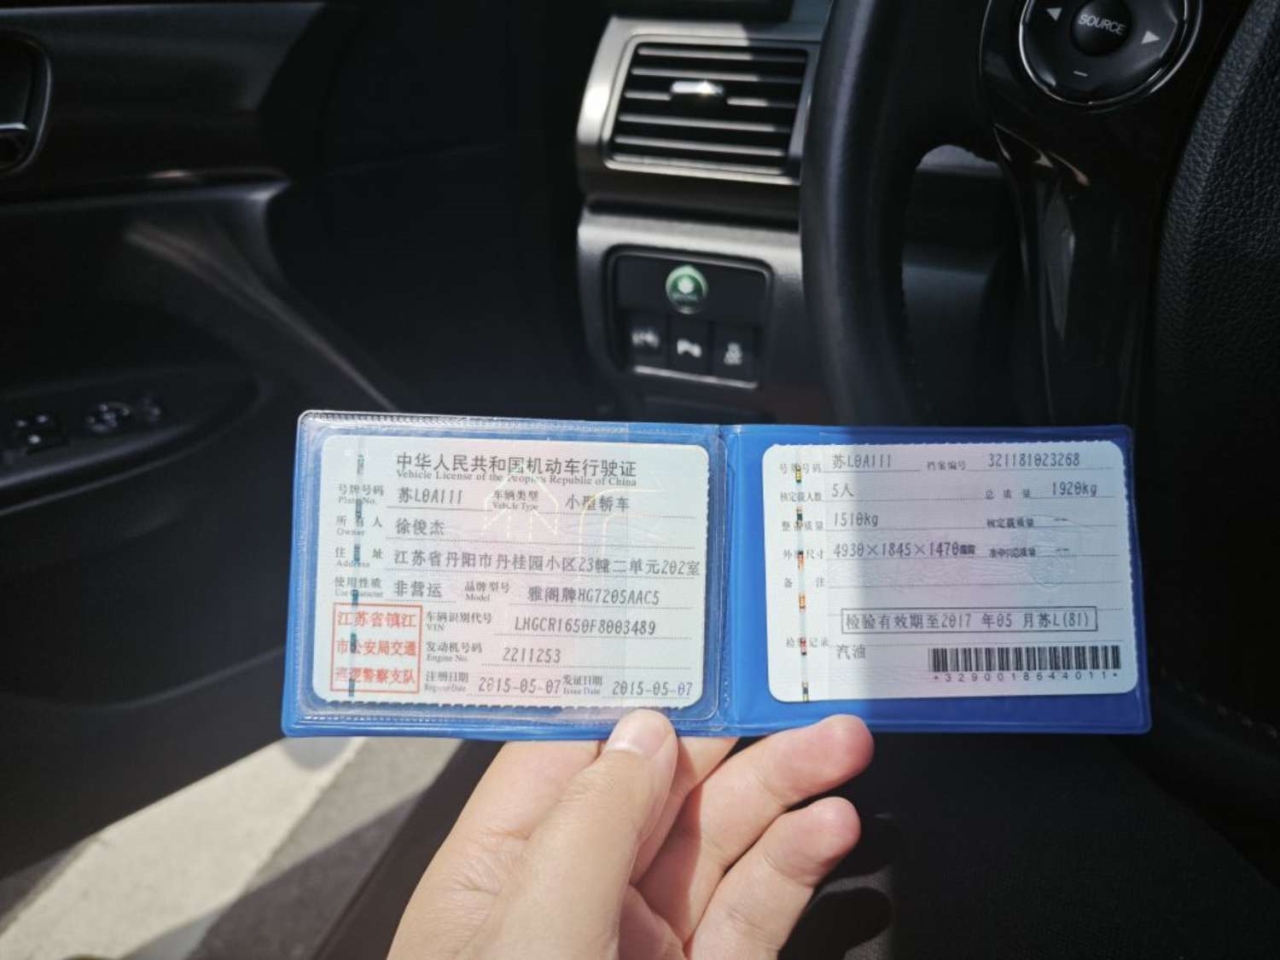 SOURCE
中华人民共和国机动车行驶证
Vehicle License of the People's Republic of China
号牌号码 苏L0A111 车辆类型 小型轿车
Plate No. Vehicle Type
所有人 徐俊杰
Owner
住址 江苏省丹阳市丹桂园小区23幢二单元202室
Address
使用性质 非营运 品牌型号 雅阁牌HG7205AAC5
Use Character Model
江苏省镇江
市公安局交通
巡逻警察支队
车辆识别代号 LHGCR1650F8003489
VIN
发动机号码 2211253
Engine No.
注册日期 2015-05-07 发证日期 2015-05-07
Register Date Issue Date
号牌号码 苏L0A111 档案编号 321181023268
核定载人数 5人 总质量 1920kg
整备质量 1510kg 核定载质量 --
外廓尺寸 4930×1845×1470 准牵引总质量 --
备注
检验有效期至2017 年05 月苏L(81)
检验记录
汽油
*3290018644011*